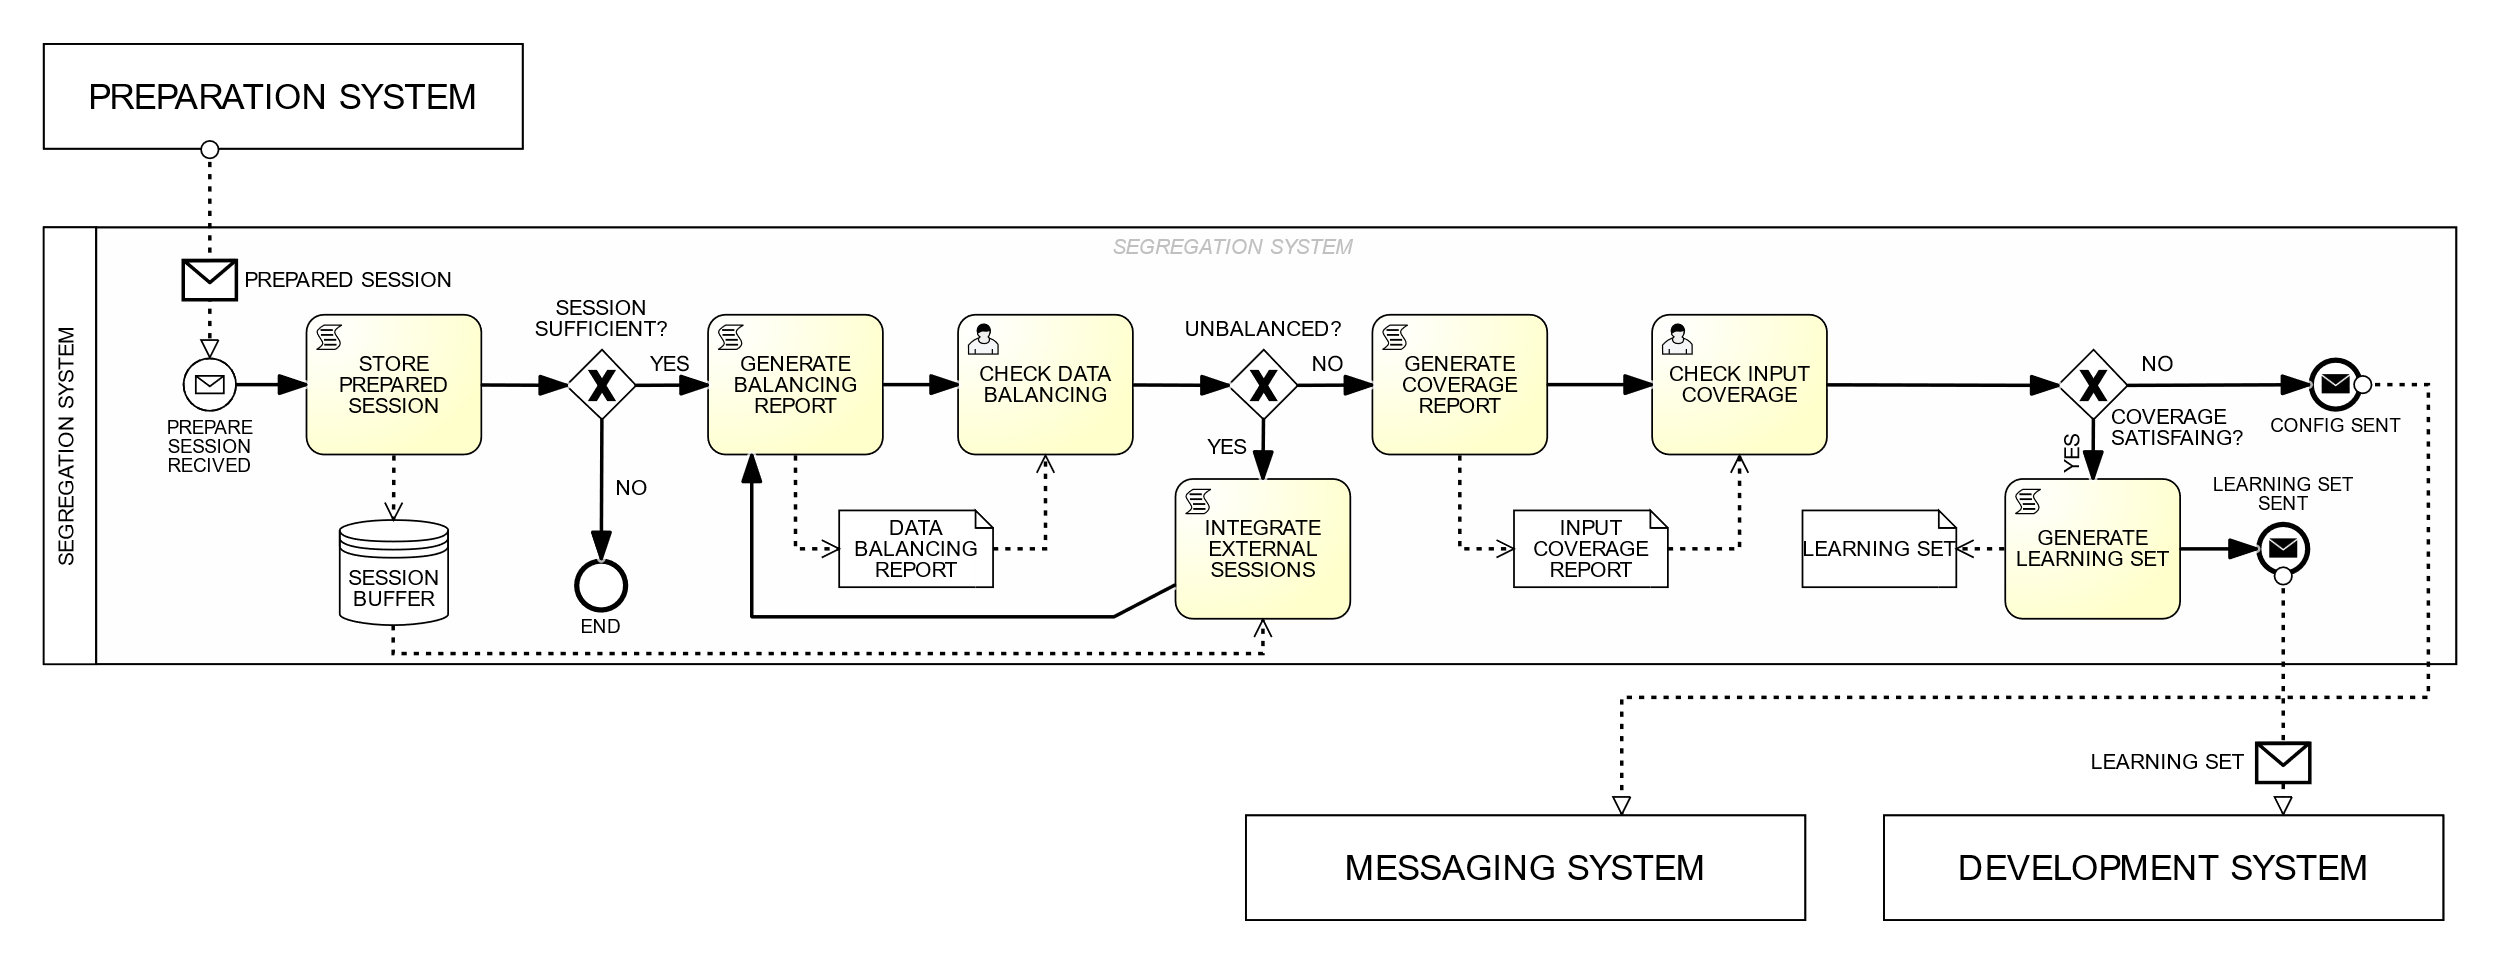 PREPARATION SYSTEM
SEGREGATION SYSTEM
SEGREGATION SYSTEM
PREPARED SESSION
PREPARE
SESSION
RECIVED
STORE
PREPARED
SESSION
SESSION
BUFFER
SESSION
SUFFICIENT?
YES
NO
END
GENERATE
BALANCING
REPORT
DATA
BALANCING
REPORT
CHECK DATA
BALANCING
UNBALANCED?
NO
YES
INTEGRATE
EXTERNAL
SESSIONS
GENERATE
COVERAGE
REPORT
INPUT
COVERAGE
REPORT
CHECK INPUT
COVERAGE
NO
COVERAGE
SATISFAING?
YES
CONFIG SENT
GENERATE
LEARNING SET
LEARNING SET
LEARNING SET
SENT
LEARNING SET
MESSAGING SYSTEM
DEVELOPMENT SYSTEM